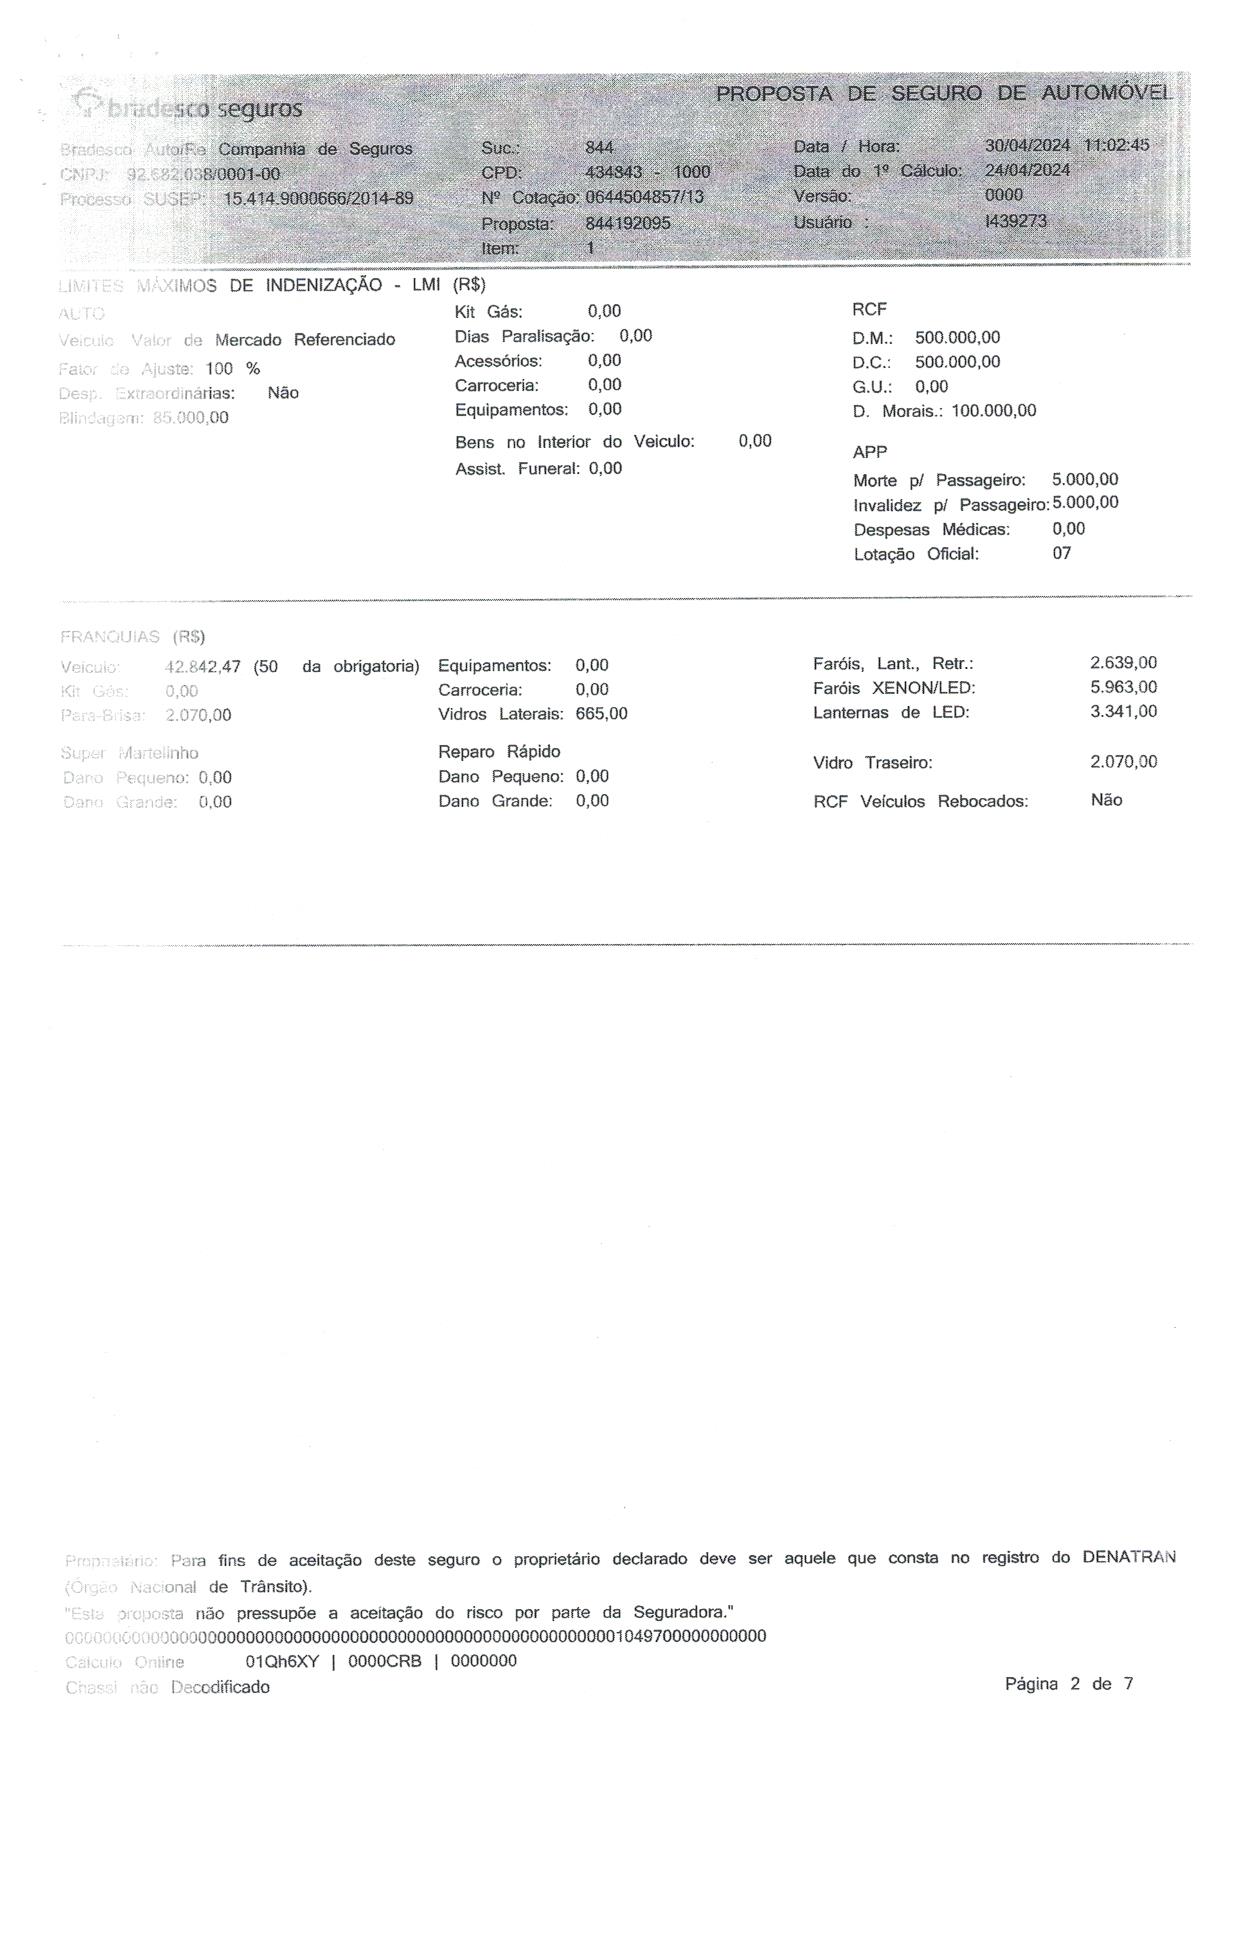 bradesco seguros
PROPOSTA DE SEGURO DE AUTOMÓVEL
Bradesco Auto/Re Companhia de Seguros
CNPJ: 92.682.038/0001-00
Processo SUSEP: 15.414.9000666/2014-89
Suc.: 844
CPD: 434843 - 1000
Nº Cotação: 0644504857/13
Proposta: 844192095
Item: 1
Data / Hora: 30/04/2024 11:02:45
Data do 1º Cálculo: 24/04/2024
Versão: 0000
Usuário : I439273
LIMITES MÁXIMOS DE INDENIZAÇÃO - LMI (R$)
AUTO
Veiculo Valor de Mercado Referenciado
Fator de Ajuste: 100 %
Desp. Extraordinárias: Não
Blindagem: 85.000,00
Kit Gás: 0,00
Dias Paralisação: 0,00
Acessórios: 0,00
Carroceria: 0,00
Equipamentos: 0,00
Bens no Interior do Veiculo: 0,00
Assist. Funeral: 0,00
RCF
D.M.: 500.000,00
D.C.: 500.000,00
G.U.: 0,00
D. Morais.: 100.000,00
APP
Morte p/ Passageiro: 5.000,00
Invalidez p/ Passageiro: 5.000,00
Despesas Médicas: 0,00
Lotação Oficial: 07
FRANQUIAS (R$)
Veículo: 42.842,47 (50 da obrigatoria)
Kit Gás: 0,00
Para-Brisa: 2.070,00
Super Martelinho
Dano Pequeno: 0,00
Dano Grande: 0,00
Equipamentos: 0,00
Carroceria: 0,00
Vidros Laterais: 665,00
Reparo Rápido
Dano Pequeno: 0,00
Dano Grande: 0,00
Faróis, Lant., Retr.: 2.639,00
Faróis XENON/LED: 5.963,00
Lanternas de LED: 3.341,00
Vidro Traseiro: 2.070,00
RCF Veículos Rebocados: Não
Proprietário: Para fins de aceitação deste seguro o proprietário declarado deve ser aquele que consta no registro do DENATRAN
(Órgão Nacional de Trânsito).
"Esta proposta não pressupõe a aceitação do risco por parte da Seguradora."
Cálculo Online 01Qh6XY | 0000CRB | 0000000
Chassi não Decodificado
Página 2 de 7